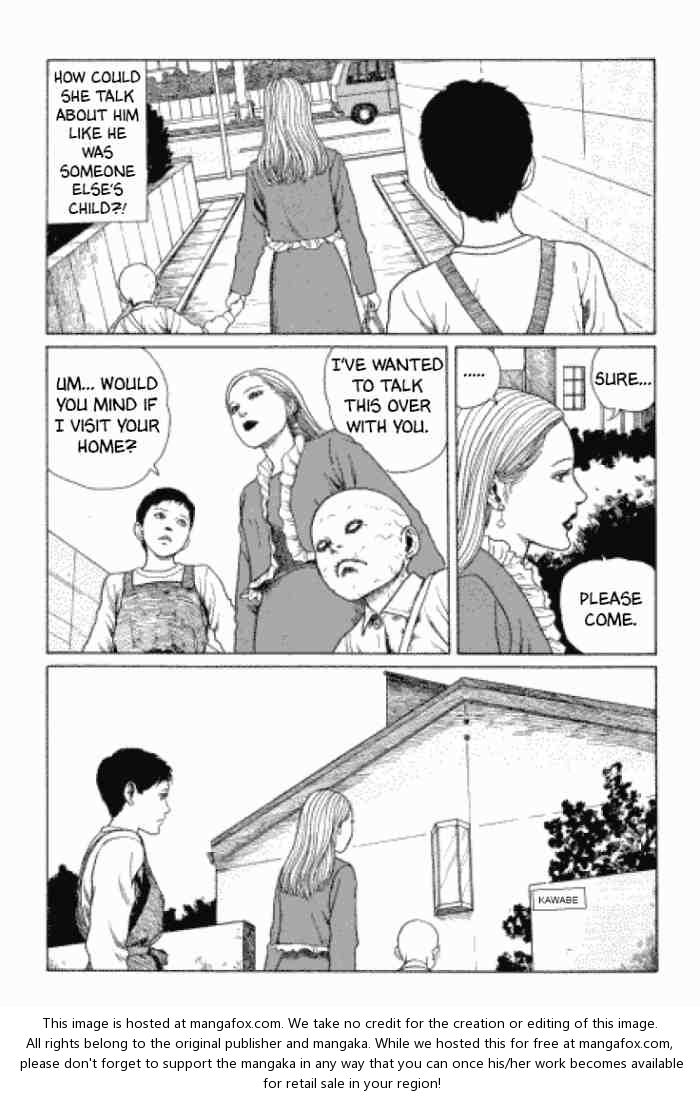 HOW COULD
SHE TALK
ABOUT HIM
LIKE HE
WAS
SOMEONE
ELSE'S
CHILD?!
UM... WOULD
YOU MIND IF
I VISIT YOUR
HOME?
I'VE WANTED
TO TALK
THIS OVER
WITH YOU.
.....
SURE...
PLEASE
COME.
KAWABE
This image is hosted at mangafox.com. We take no credit for the creation or editing of this image.
All rights belong to the original publisher and mangaka. While we hosted this for free at mangafox.com,
please don't forget to support the mangaka in any way that you can once his/her work becomes available
for retail sale in your region!